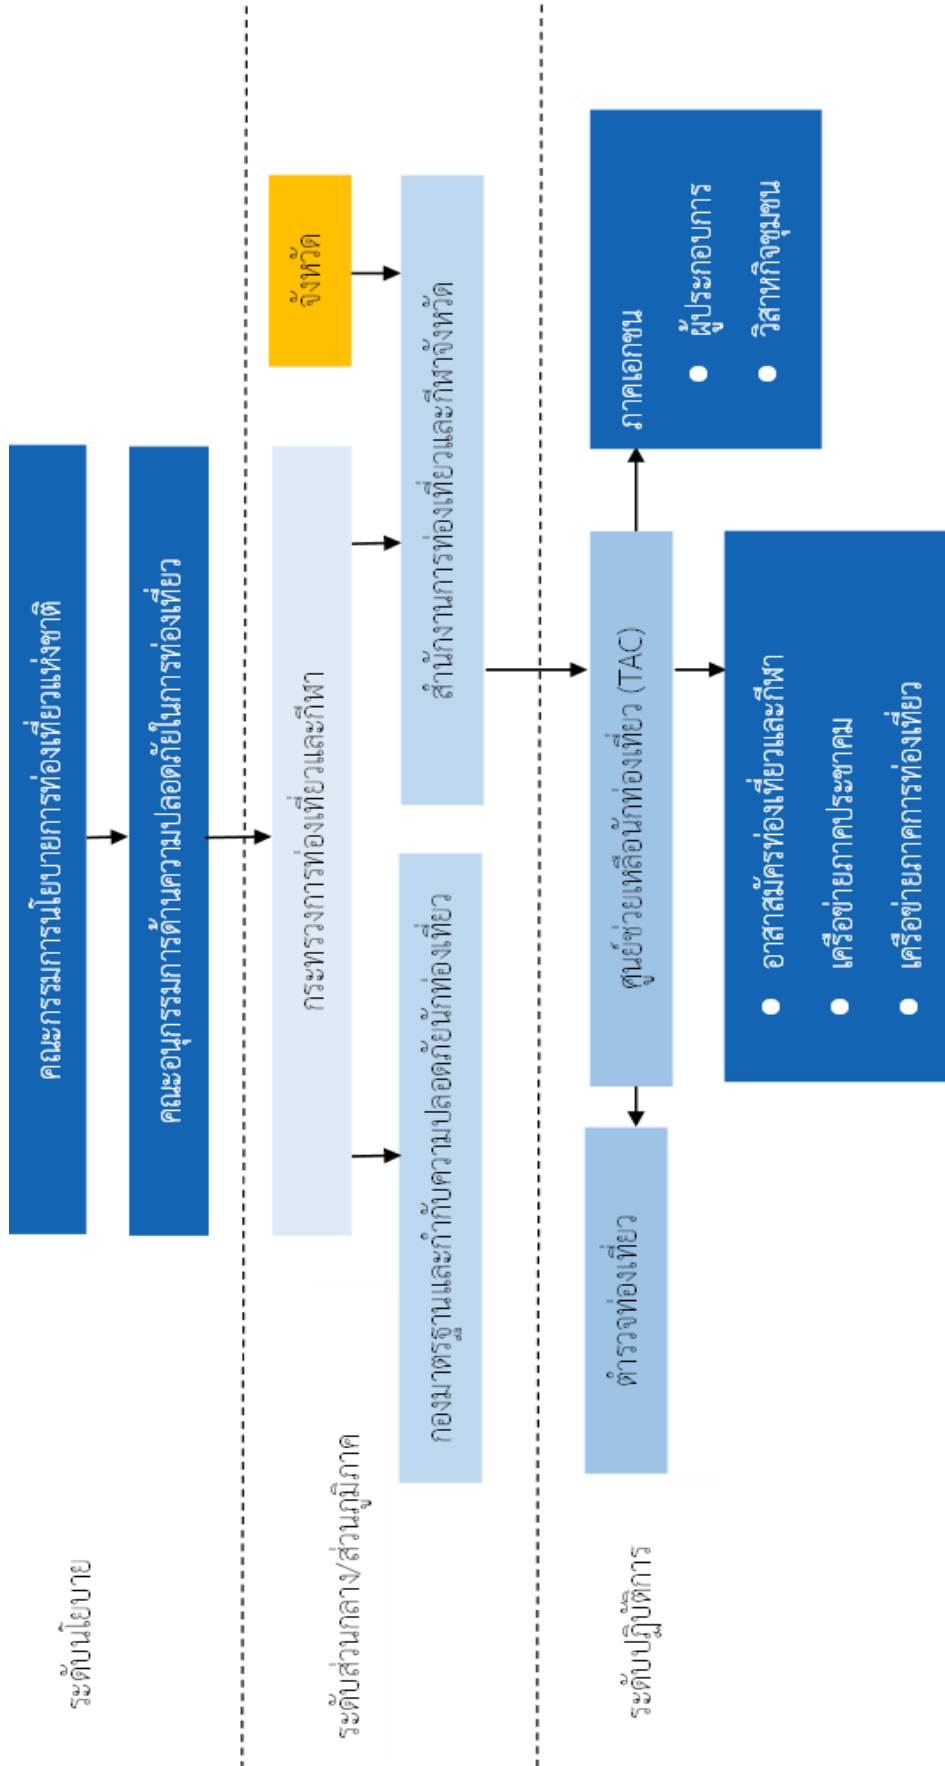 ระดับนโยบาย
คณะกรรมการนโยบายการท่องเที่ยวแห่งชาติ
คณะอนุกรรมการด้านความปลอดภัยในการท่องเที่ยว
ระดับส่วนกลาง/ส่วนภูมิภาค
กระทรวงการท่องเที่ยวและกีฬา
จังหวัด
กองมาตรฐานและกำกับความปลอดภัยนักท่องเที่ยว
สำนักงานการท่องเที่ยวและกีฬาจังหวัด
ระดับปฏิบัติการ
ตำรวจท่องเที่ยว
ศูนย์ช่วยเหลือนักท่องเที่ยว (TAC)
ภาคเอกชน
● ผู้ประกอบการ
● วิสาหกิจชุมชน
● อาสาสมัครท่องเที่ยวและกีฬา
● เครือข่ายภาคประชาคม
● เครือข่ายภาคการท่องเที่ยว